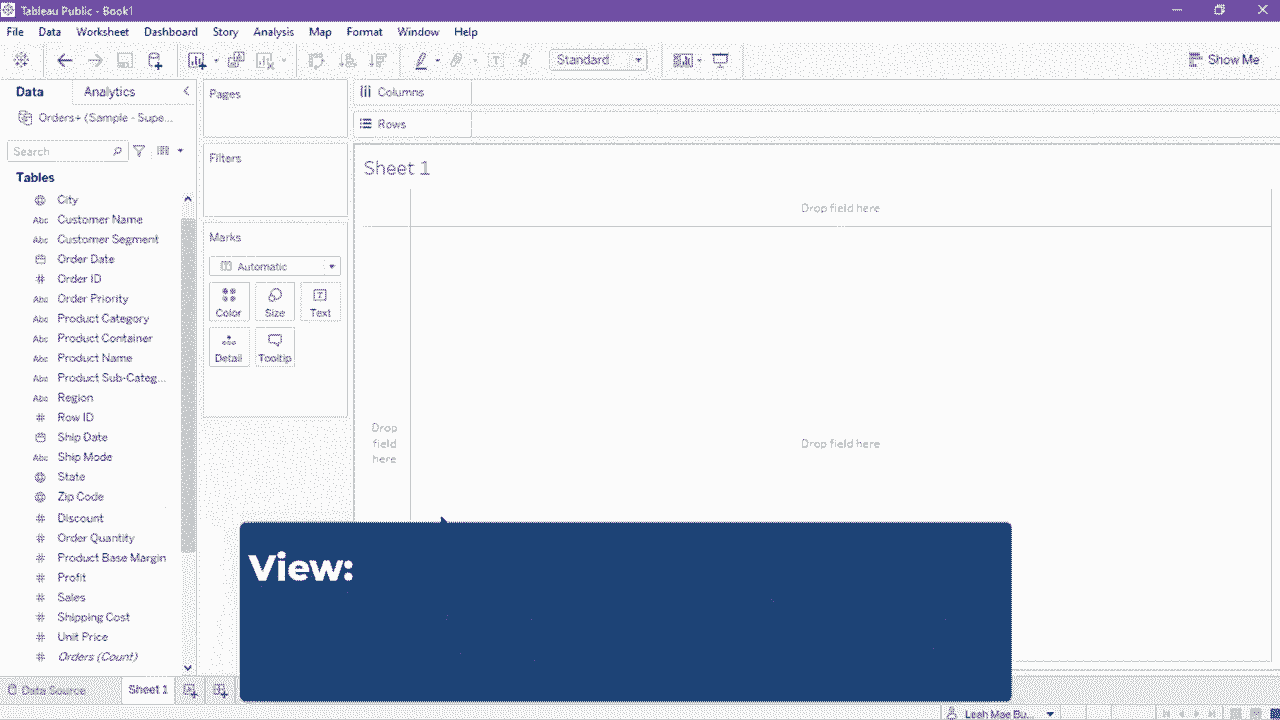 Tableau Public - Book1
File Data Worksheet Dashboard Story Analysis Map Format Window Help
Standard
Show Me
Data Analytics
Orders+ (Sample - Supe...
Search
Tables
City
Customer Name
Customer Segment
Order Date
Order ID
Order Priority
Product Category
Product Container
Product Name
Product Sub-Categ...
Region
Row ID
Ship Date
Ship Mode
State
Zip Code
Discount
Order Quantity
Product Base Margin
Profit
Sales
Shipping Cost
Unit Price
Orders (Count)
Pages
Filters
Marks
Automatic
Color Size Text
Detail Tooltip
Columns
Rows
Sheet 1
Drop field here
Drop
field
here
Drop field here
View:
Data Source Sheet 1
Leah Mae Bu...